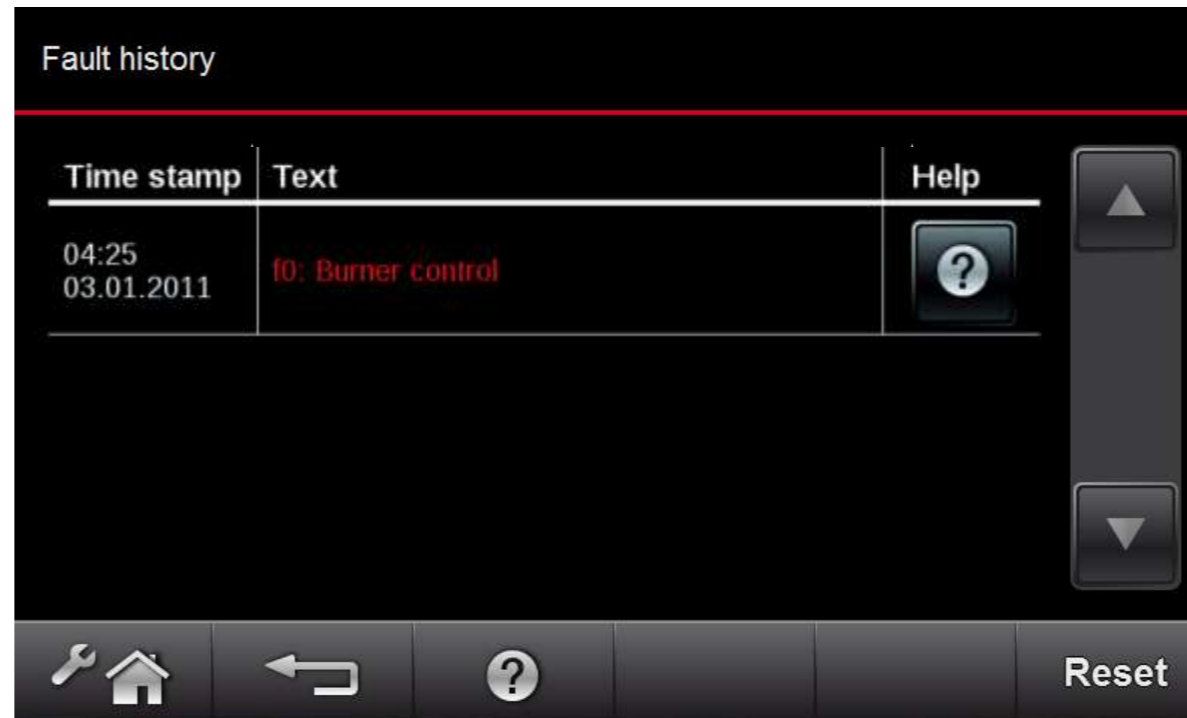 Fault history
Time stamp Text Help
04:25
03.01.2011
f0: Burner control
?
?
Reset